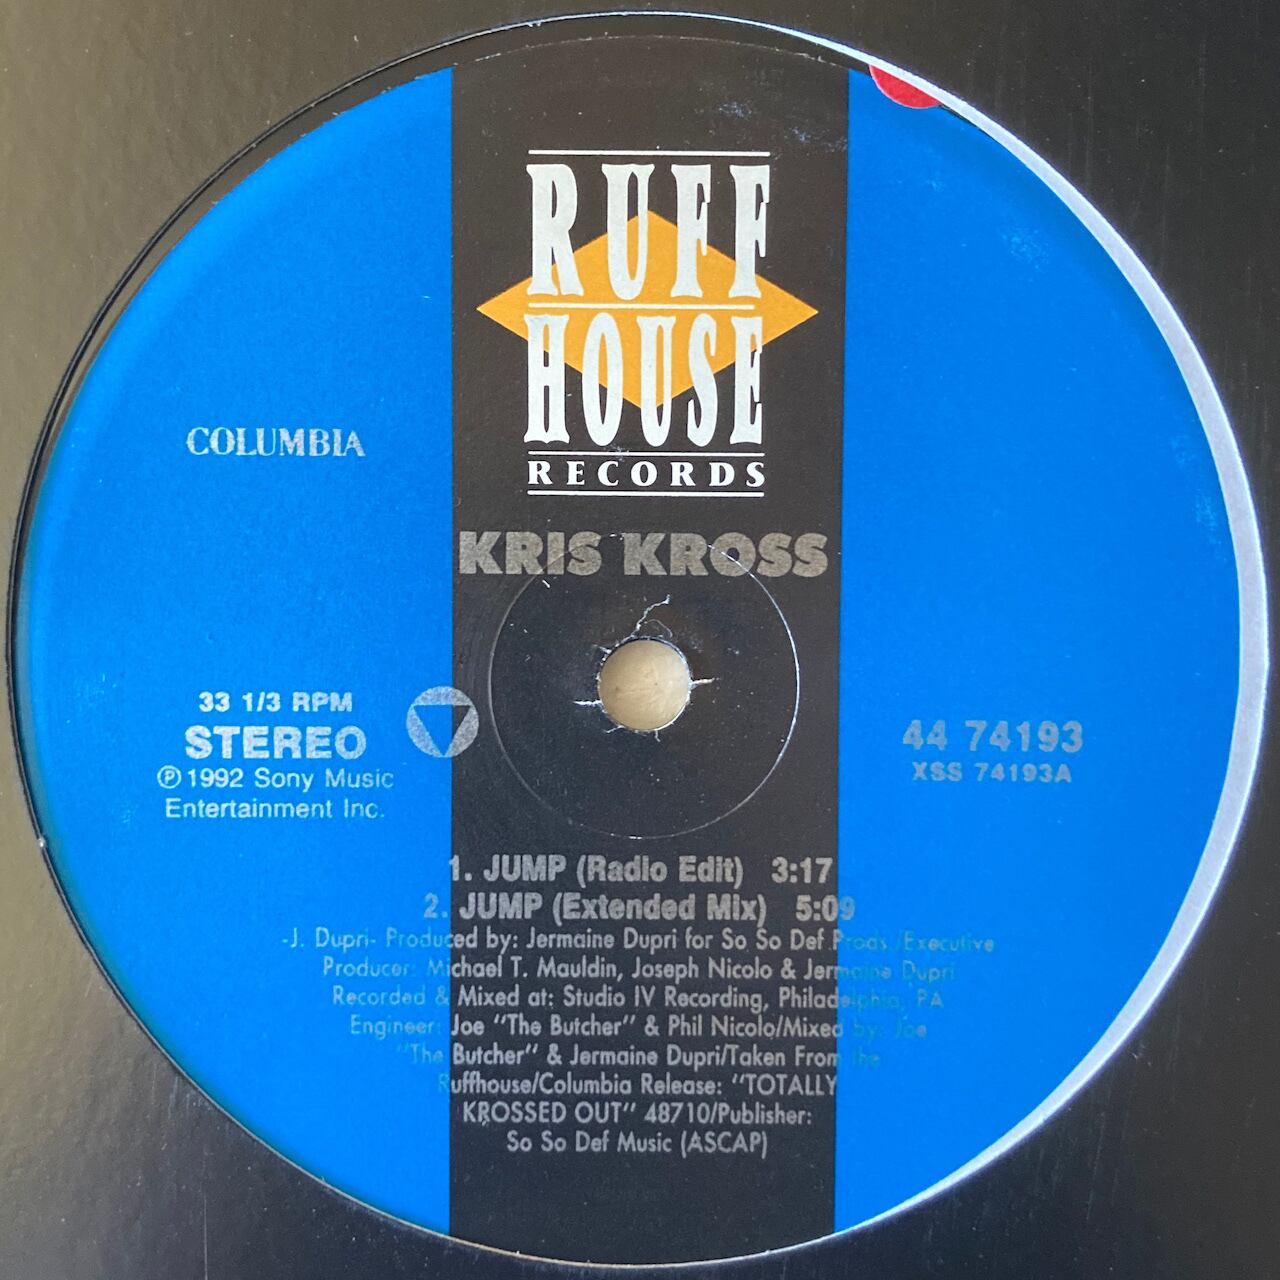 RUFF
HOUSE
RECORDS
COLUMBIA
KRIS KROSS
33 1/3 RPM
STEREO
Ⓟ 1992 Sony Music
Entertainment Inc.
44 74193
XSS 74193A
1. JUMP (Radio Edit) 3:17
2. JUMP (Extended Mix) 5:09
-J. Dupri- Produced by: Jermaine Dupri for So So Def Prods./Executive
Producer: Michael T. Mauldin, Joseph Nicolo & Jermaine Dupri
Recorded & Mixed at: Studio IV Recording, Philadelphia, PA
Engineer: Joe "The Butcher" & Phil Nicolo/Mixed by: Joe
"The Butcher" & Jermaine Dupri/Taken From the
Ruffhouse/Columbia Release: "TOTALLY
KROSSED OUT" 48710/Publisher:
So So Def Music (ASCAP)